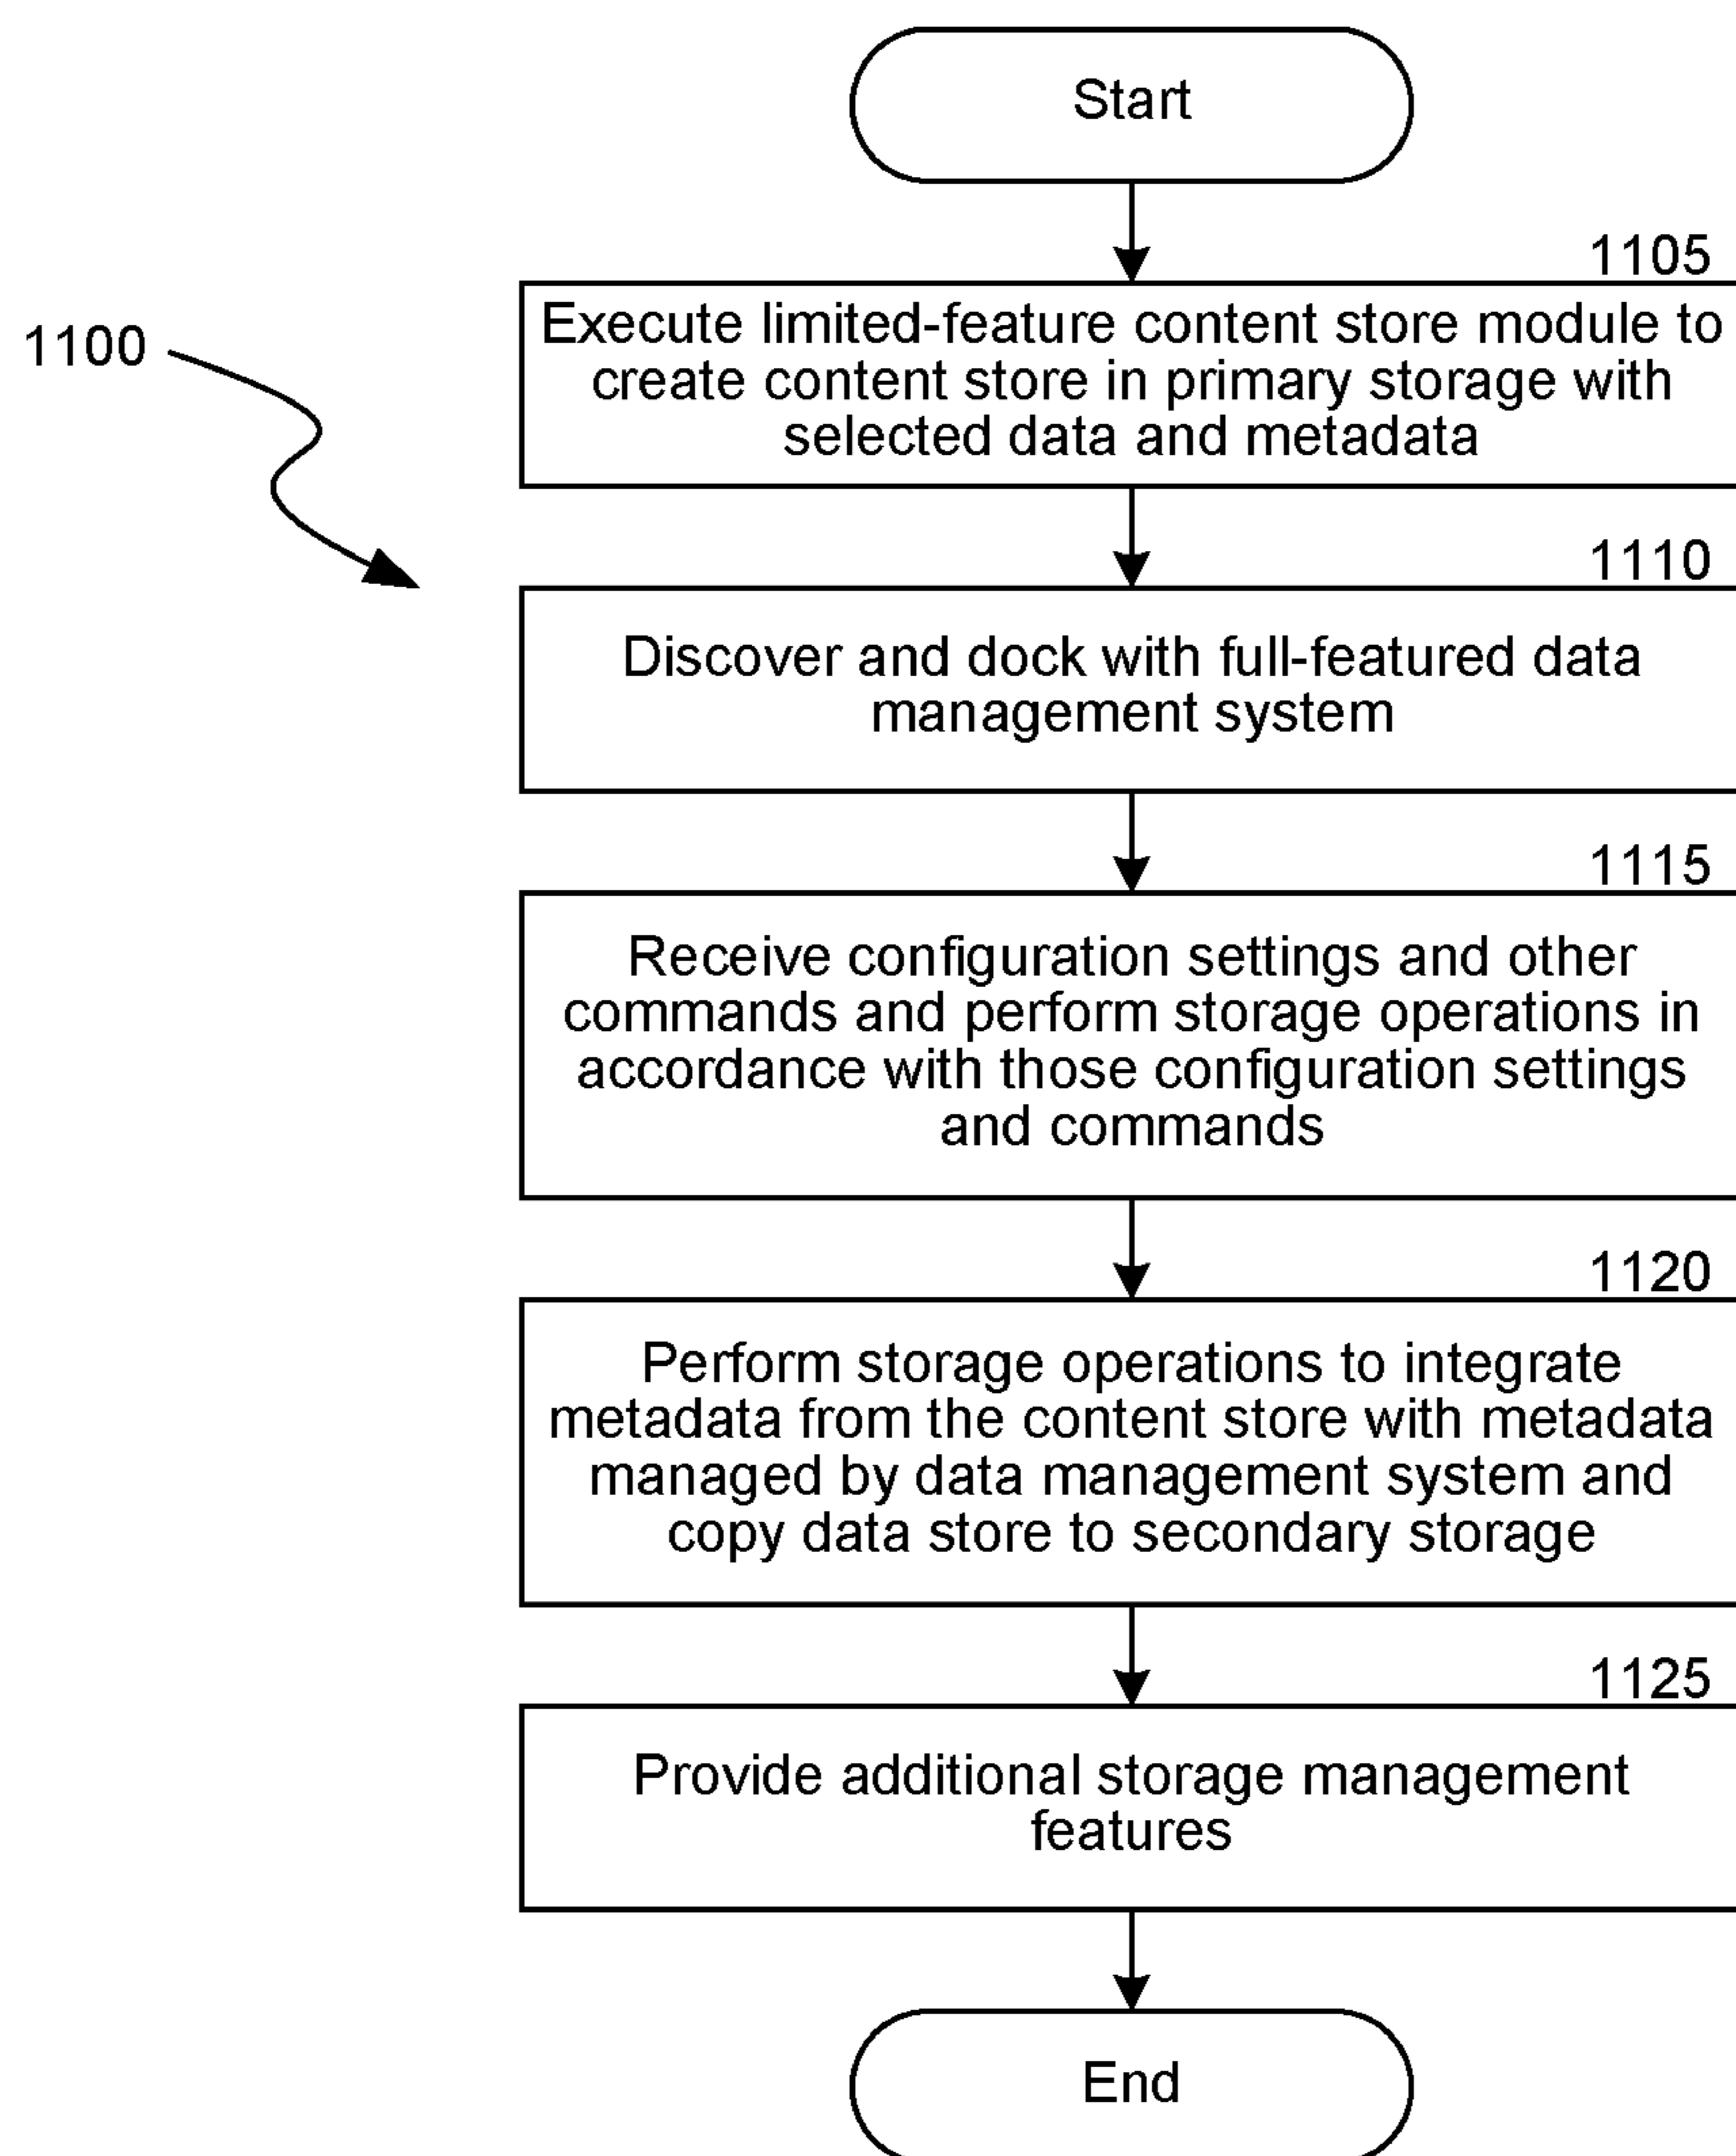 Start
1105
Execute limited-feature content store module to
create content store in primary storage with
selected data and metadata
1100
1110
Discover and dock with full-featured data
management system
1115
Receive configuration settings and other
commands and perform storage operations in
accordance with those configuration settings
and commands
1120
Perform storage operations to integrate
metadata from the content store with metadata
managed by data management system and
copy data store to secondary storage
1125
Provide additional storage management
features
End